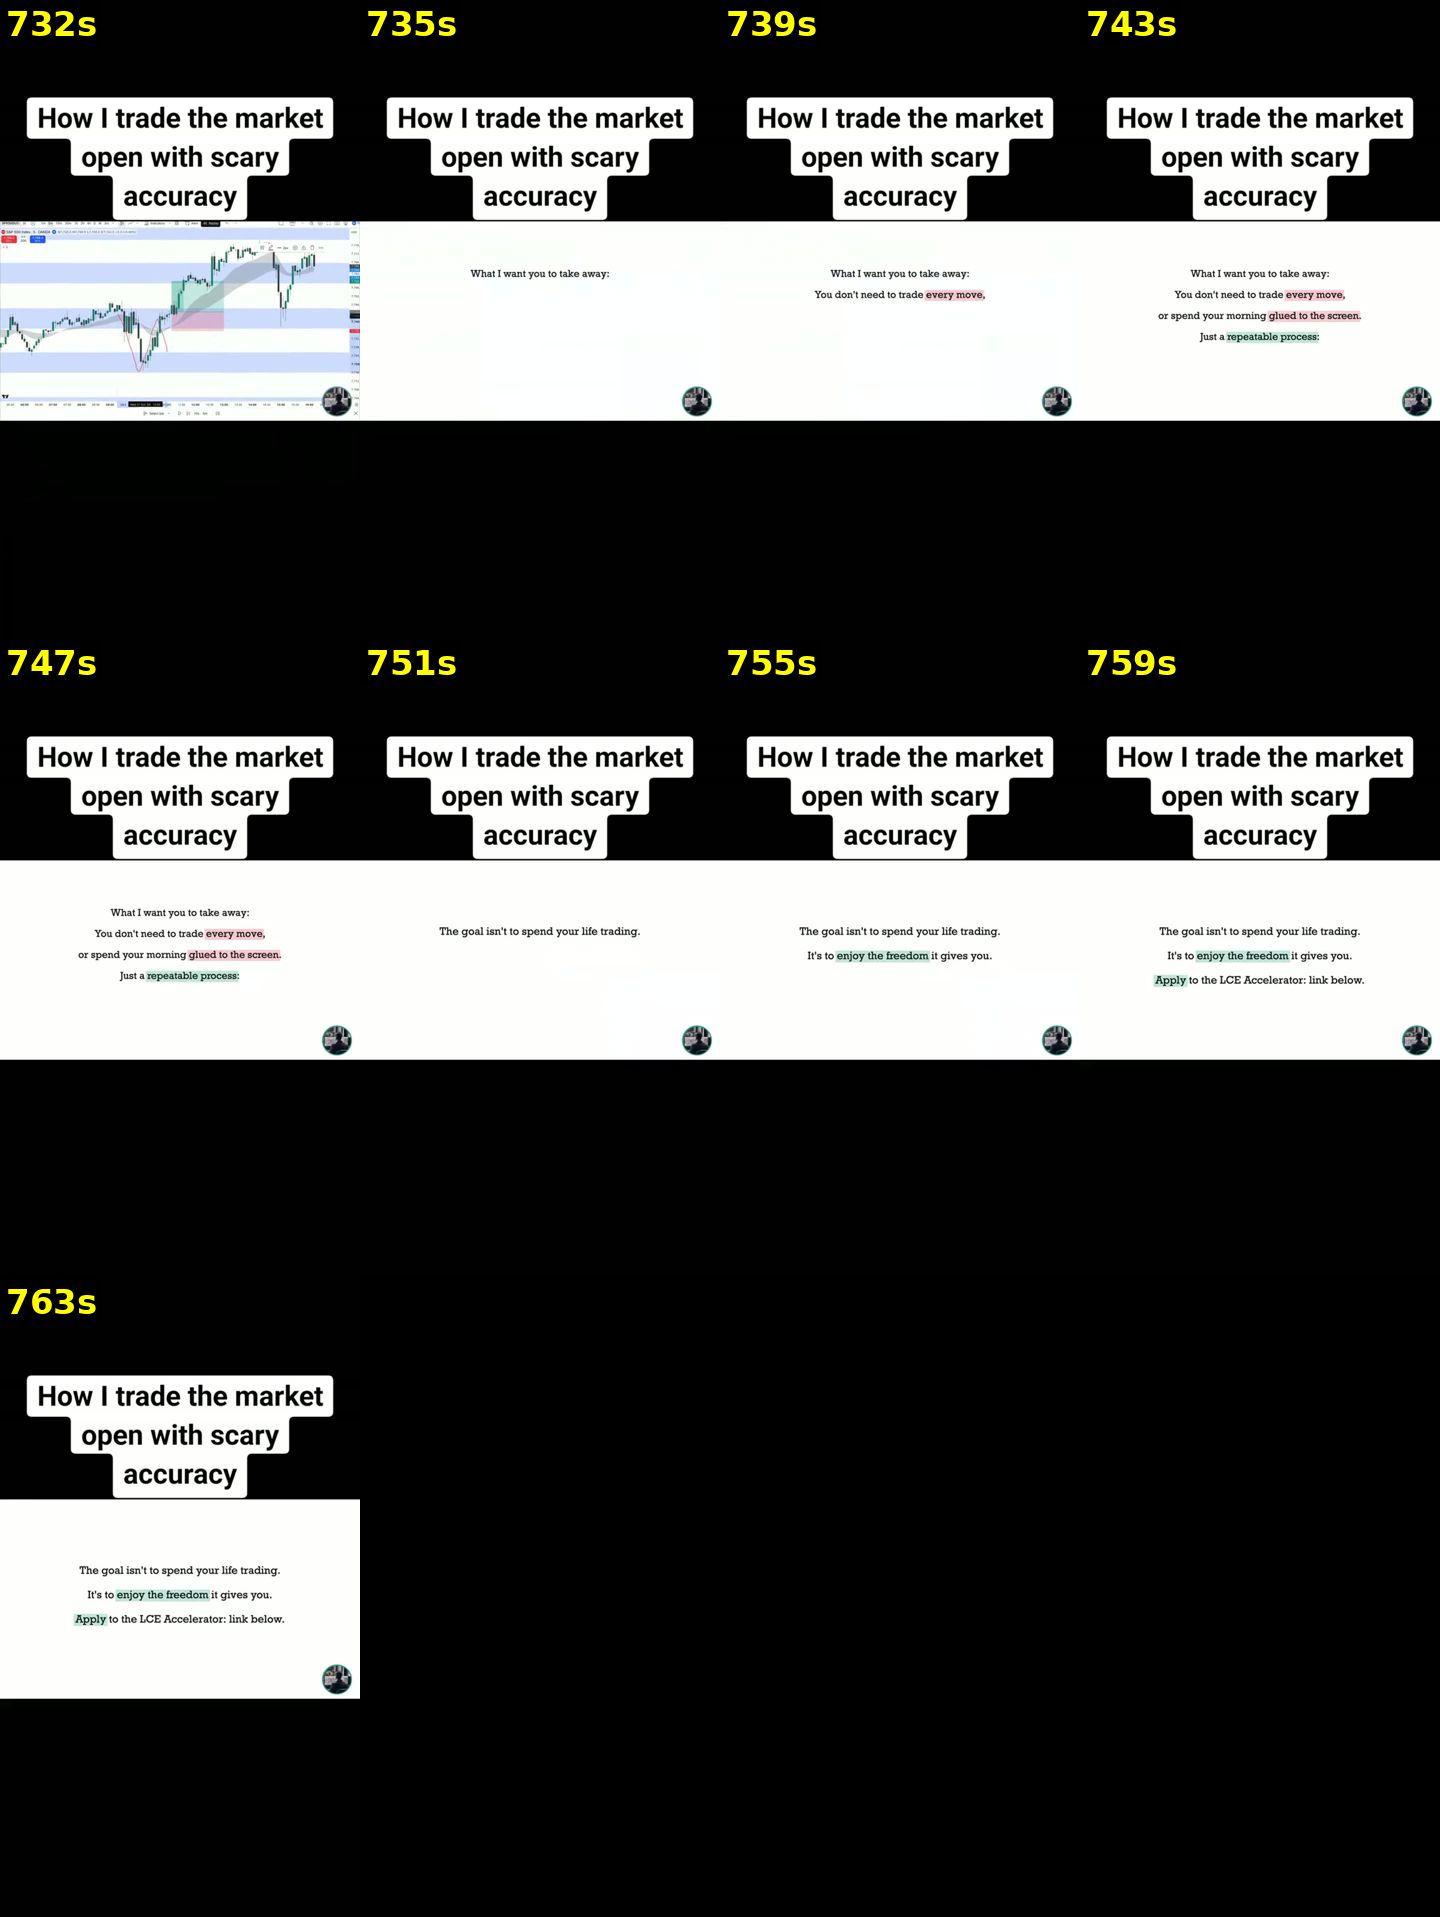 732s
735s
739s
743s
How I trade the market
open with scary
accuracy
How I trade the market
open with scary
accuracy
How I trade the market
open with scary
accuracy
How I trade the market
open with scary
accuracy
What I want you to take away:
What I want you to take away:
You don't need to trade every move,
What I want you to take away:
You don't need to trade every move,
or spend your morning glued to the screen.
Just a repeatable process:
747s
751s
755s
759s
How I trade the market
open with scary
accuracy
How I trade the market
open with scary
accuracy
How I trade the market
open with scary
accuracy
How I trade the market
open with scary
accuracy
What I want you to take away:
You don't need to trade every move,
or spend your morning glued to the screen.
Just a repeatable process:
The goal isn't to spend your life trading.
The goal isn't to spend your life trading.
It's to enjoy the freedom it gives you.
The goal isn't to spend your life trading.
It's to enjoy the freedom it gives you.
Apply to the LCE Accelerator: link below.
763s
How I trade the market
open with scary
accuracy
The goal isn't to spend your life trading.
It's to enjoy the freedom it gives you.
Apply to the LCE Accelerator: link below.